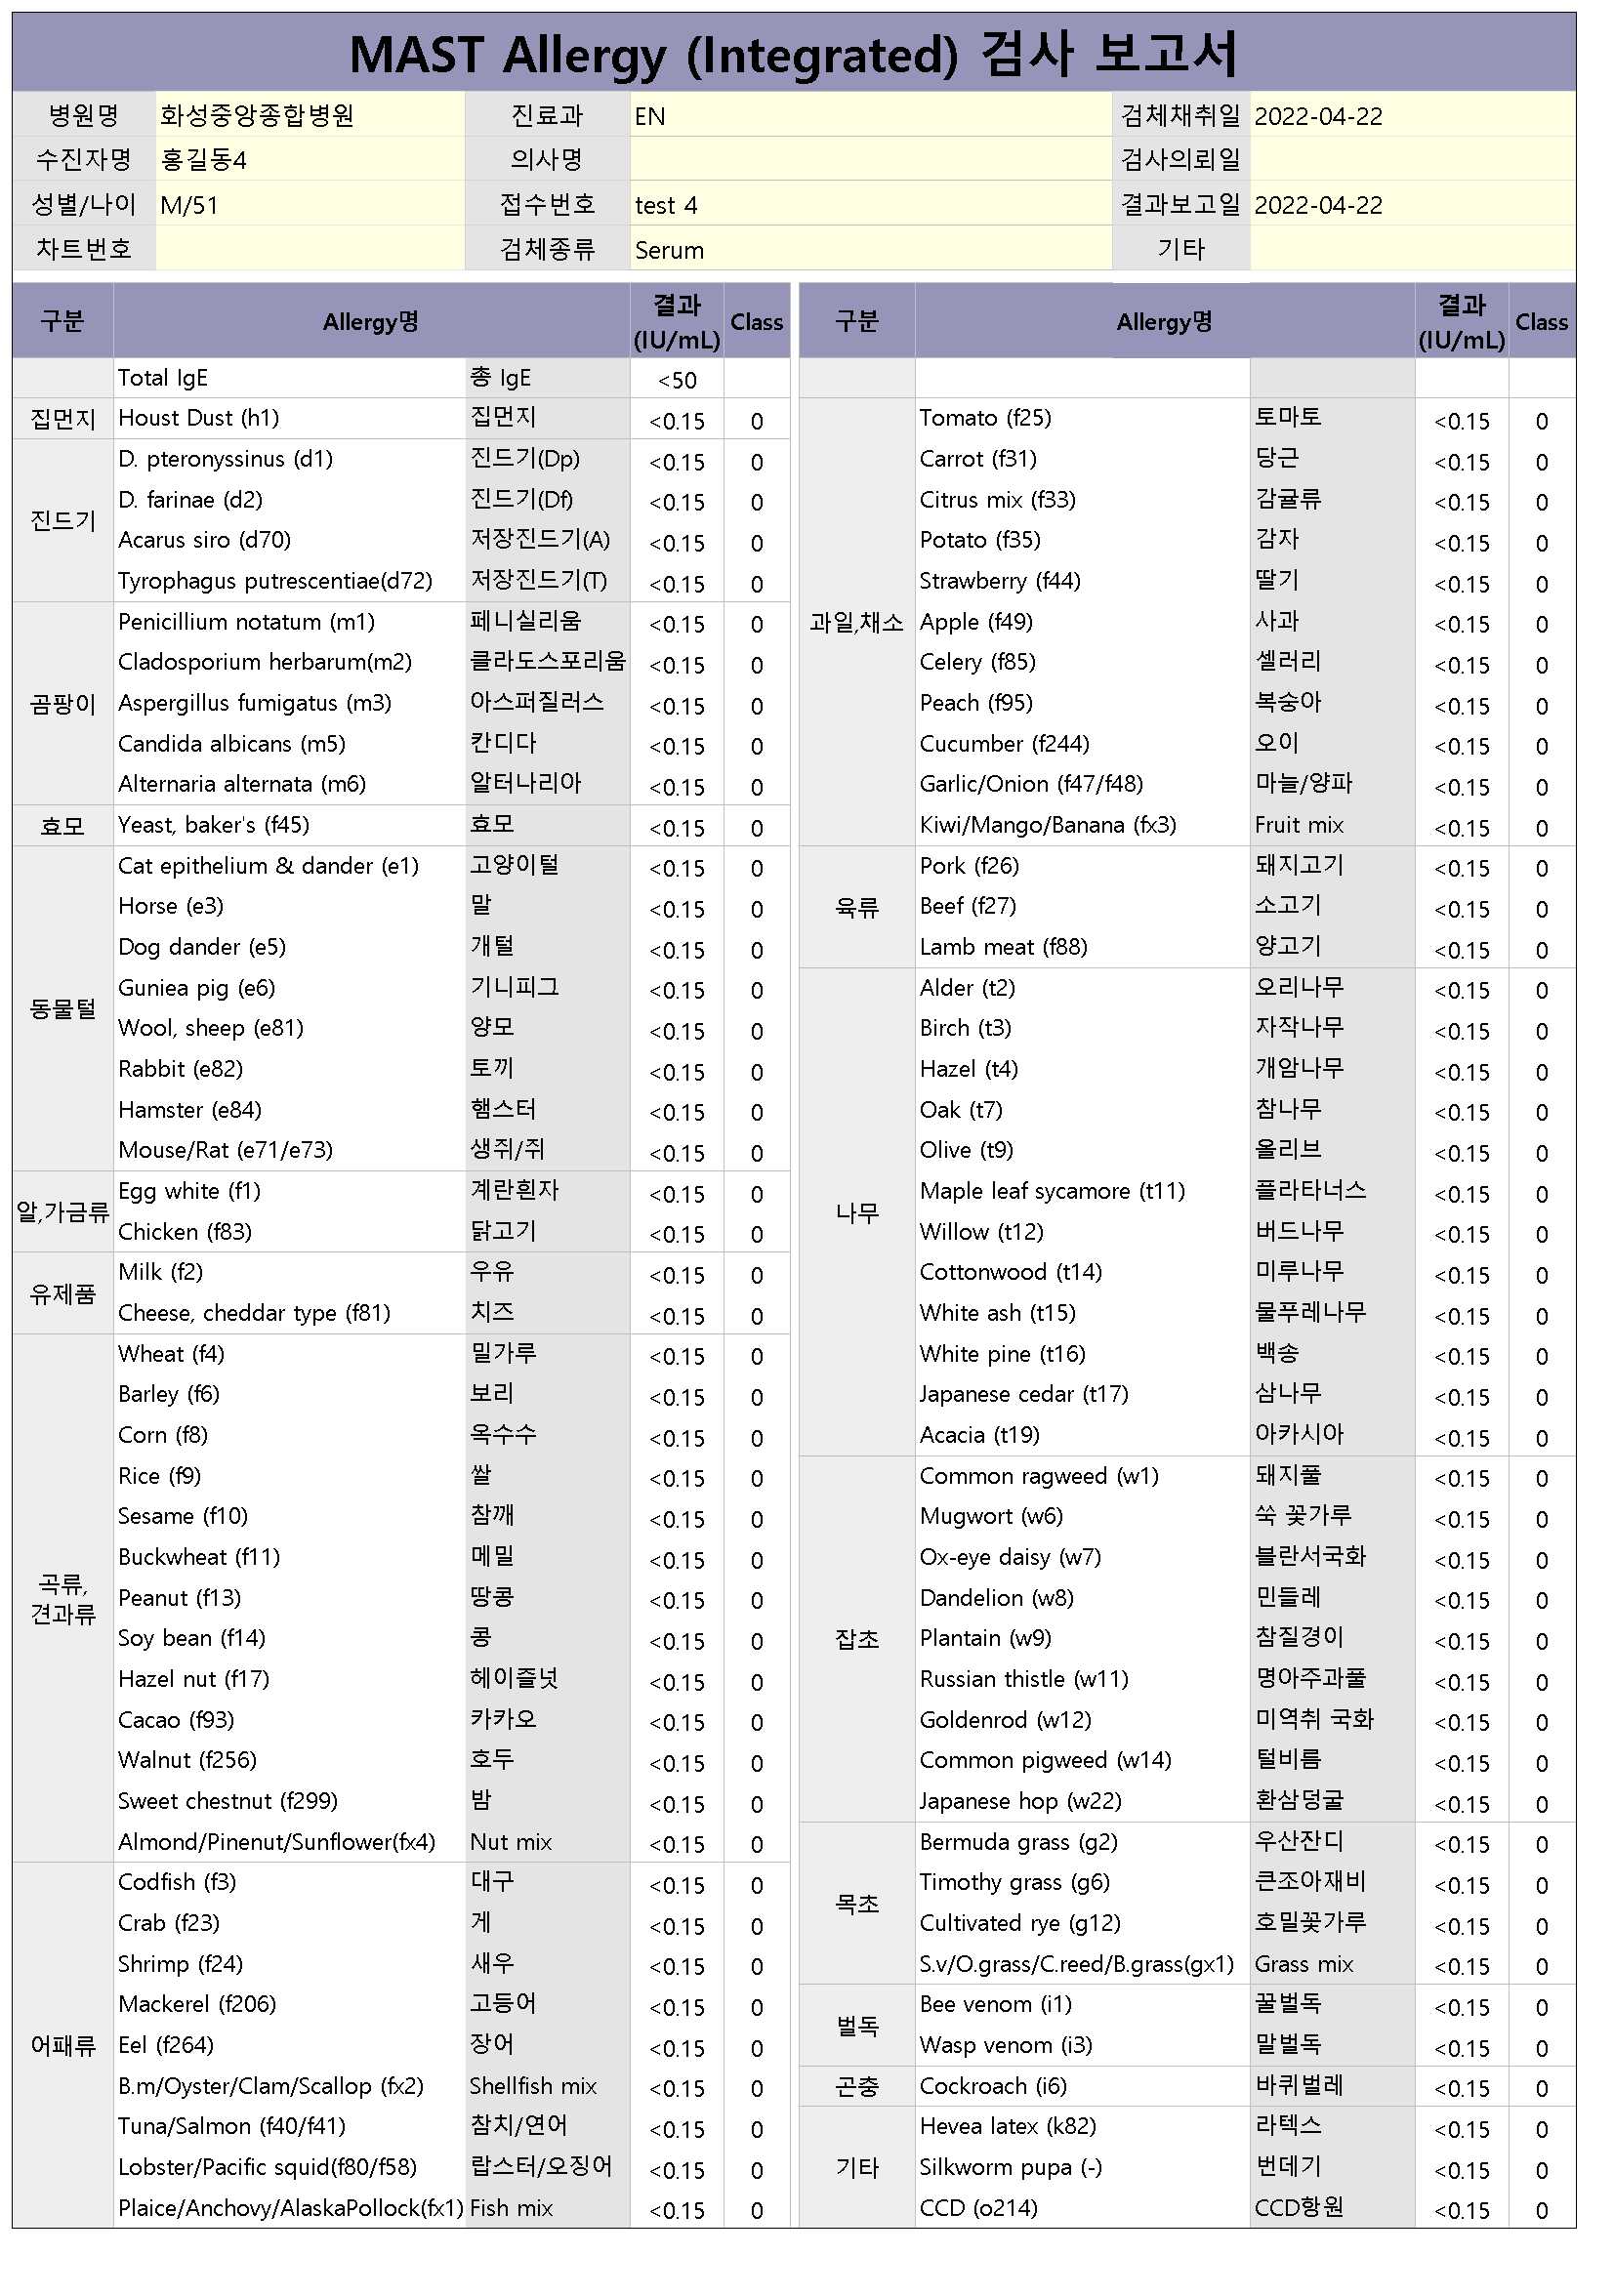 MAST Allergy (Integrated) 검사 보고서
병원명 화성중앙종합병원 진료과 EN 검체채취일 2022-04-22
수진자명 홍길동4 의사명 검사의뢰일
성별/나이 M/51 접수번호 test 4 결과보고일 2022-04-22
차트번호 검체종류 Serum 기타
구분 Allergy명 결과 (IU/mL) Class
Total IgE 총 IgE <50
집먼지 Houst Dust (h1) 집먼지 <0.15 0
진드기
D. pteronyssinus (d1) 진드기(Dp) <0.15 0
D. farinae (d2) 진드기(Df) <0.15 0
Acarus siro (d70) 저장진드기(A) <0.15 0
Tyrophagus putrescentiae(d72) 저장진드기(T) <0.15 0
곰팡이
Penicillium notatum (m1) 페니실리움 <0.15 0
Cladosporium herbarum(m2) 클라도스포리움 <0.15 0
Aspergillus fumigatus (m3) 아스퍼질러스 <0.15 0
Candida albicans (m5) 칸디다 <0.15 0
Alternaria alternata (m6) 알터나리아 <0.15 0
효모 Yeast, baker's (f45) 효모 <0.15 0
동물털
Cat epithelium & dander (e1) 고양이털 <0.15 0
Horse (e3) 말 <0.15 0
Dog dander (e5) 개털 <0.15 0
Guniea pig (e6) 기니피그 <0.15 0
Wool, sheep (e81) 양모 <0.15 0
Rabbit (e82) 토끼 <0.15 0
Hamster (e84) 햄스터 <0.15 0
Mouse/Rat (e71/e73) 생쥐/쥐 <0.15 0
알,가금류
Egg white (f1) 계란흰자 <0.15 0
Chicken (f83) 닭고기 <0.15 0
유제품
Milk (f2) 우유 <0.15 0
Cheese, cheddar type (f81) 치즈 <0.15 0
곡류,
견과류
Wheat (f4) 밀가루 <0.15 0
Barley (f6) 보리 <0.15 0
Corn (f8) 옥수수 <0.15 0
Rice (f9) 쌀 <0.15 0
Sesame (f10) 참깨 <0.15 0
Buckwheat (f11) 메밀 <0.15 0
Peanut (f13) 땅콩 <0.15 0
Soy bean (f14) 콩 <0.15 0
Hazel nut (f17) 헤이즐넛 <0.15 0
Cacao (f93) 카카오 <0.15 0
Walnut (f256) 호두 <0.15 0
Sweet chestnut (f299) 밤 <0.15 0
Almond/Pinenut/Sunflower(fx4) Nut mix <0.15 0
어패류
Codfish (f3) 대구 <0.15 0
Crab (f23) 게 <0.15 0
Shrimp (f24) 새우 <0.15 0
Mackerel (f206) 고등어 <0.15 0
Eel (f264) 장어 <0.15 0
B.m/Oyster/Clam/Scallop (fx2) Shellfish mix <0.15 0
Tuna/Salmon (f40/f41) 참치/연어 <0.15 0
Lobster/Pacific squid(f80/f58) 랍스터/오징어 <0.15 0
Plaice/Anchovy/AlaskaPollock(fx1) Fish mix <0.15 0
구분 Allergy명 결과 (IU/mL) Class
과일,채소
Tomato (f25) 토마토 <0.15 0
Carrot (f31) 당근 <0.15 0
Citrus mix (f33) 감귤류 <0.15 0
Potato (f35) 감자 <0.15 0
Strawberry (f44) 딸기 <0.15 0
Apple (f49) 사과 <0.15 0
Celery (f85) 셀러리 <0.15 0
Peach (f95) 복숭아 <0.15 0
Cucumber (f244) 오이 <0.15 0
Garlic/Onion (f47/f48) 마늘/양파 <0.15 0
Kiwi/Mango/Banana (fx3) Fruit mix <0.15 0
육류
Pork (f26) 돼지고기 <0.15 0
Beef (f27) 소고기 <0.15 0
Lamb meat (f88) 양고기 <0.15 0
나무
Alder (t2) 오리나무 <0.15 0
Birch (t3) 자작나무 <0.15 0
Hazel (t4) 개암나무 <0.15 0
Oak (t7) 참나무 <0.15 0
Olive (t9) 올리브 <0.15 0
Maple leaf sycamore (t11) 플라타너스 <0.15 0
Willow (t12) 버드나무 <0.15 0
Cottonwood (t14) 미루나무 <0.15 0
White ash (t15) 물푸레나무 <0.15 0
White pine (t16) 백송 <0.15 0
Japanese cedar (t17) 삼나무 <0.15 0
Acacia (t19) 아카시아 <0.15 0
잡초
Common ragweed (w1) 돼지풀 <0.15 0
Mugwort (w6) 쑥 꽃가루 <0.15 0
Ox-eye daisy (w7) 블란서국화 <0.15 0
Dandelion (w8) 민들레 <0.15 0
Plantain (w9) 참질경이 <0.15 0
Russian thistle (w11) 명아주과풀 <0.15 0
Goldenrod (w12) 미역취 국화 <0.15 0
Common pigweed (w14) 털비름 <0.15 0
Japanese hop (w22) 환삼덩굴 <0.15 0
목초
Bermuda grass (g2) 우산잔디 <0.15 0
Timothy grass (g6) 큰조아재비 <0.15 0
Cultivated rye (g12) 호밀꽃가루 <0.15 0
S.v/O.grass/C.reed/B.grass(gx1) Grass mix <0.15 0
벌독
Bee venom (i1) 꿀벌독 <0.15 0
Wasp venom (i3) 말벌독 <0.15 0
곤충 Cockroach (i6) 바퀴벌레 <0.15 0
기타
Hevea latex (k82) 라텍스 <0.15 0
Silkworm pupa (-) 번데기 <0.15 0
CCD (o214) CCD항원 <0.15 0